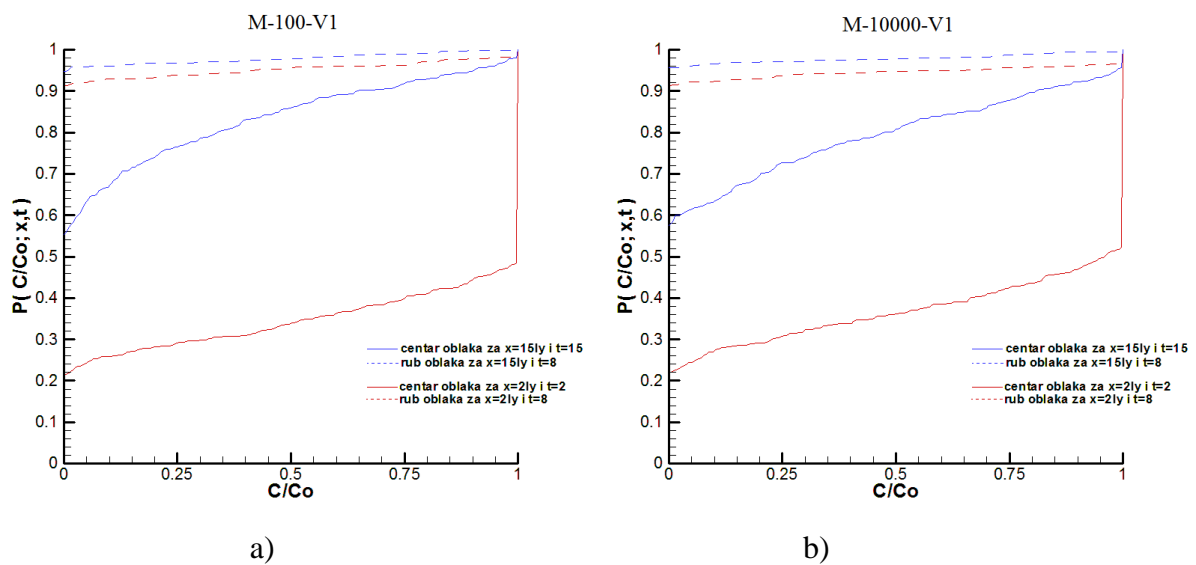 M-100-V1
P( C/Co; x,t )
1
0.9
0.8
0.7
0.6
0.5
0.4
0.3
0.2
0.1
0
0
0.25
0.5
0.75
1
C/Co
centar oblaka za x=15ly i t=15
rub oblaka za x=15ly i t=8
centar oblaka za x=2ly i t=2
rub oblaka za x=2ly i t=8
a)
M-10000-V1
P( C/Co; x,t )
1
0.9
0.8
0.7
0.6
0.5
0.4
0.3
0.2
0.1
0
0
0.25
0.5
0.75
1
C/Co
centar oblaka za x=15ly i t=15
rub oblaka za x=15ly i t=8
centar oblaka za x=2ly i t=2
rub oblaka za x=2ly i t=8
b)